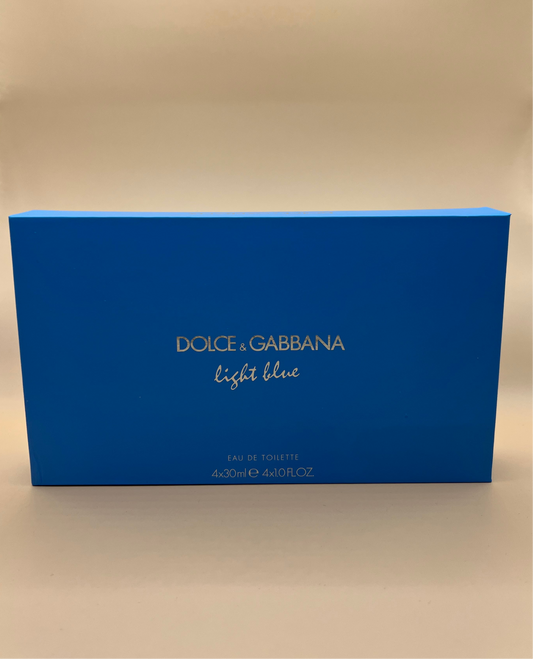 DOLCE & GABBANA
light blue
EAU DE TOILETTE
4x30ml ℮ 4x1.0 FL.OZ.